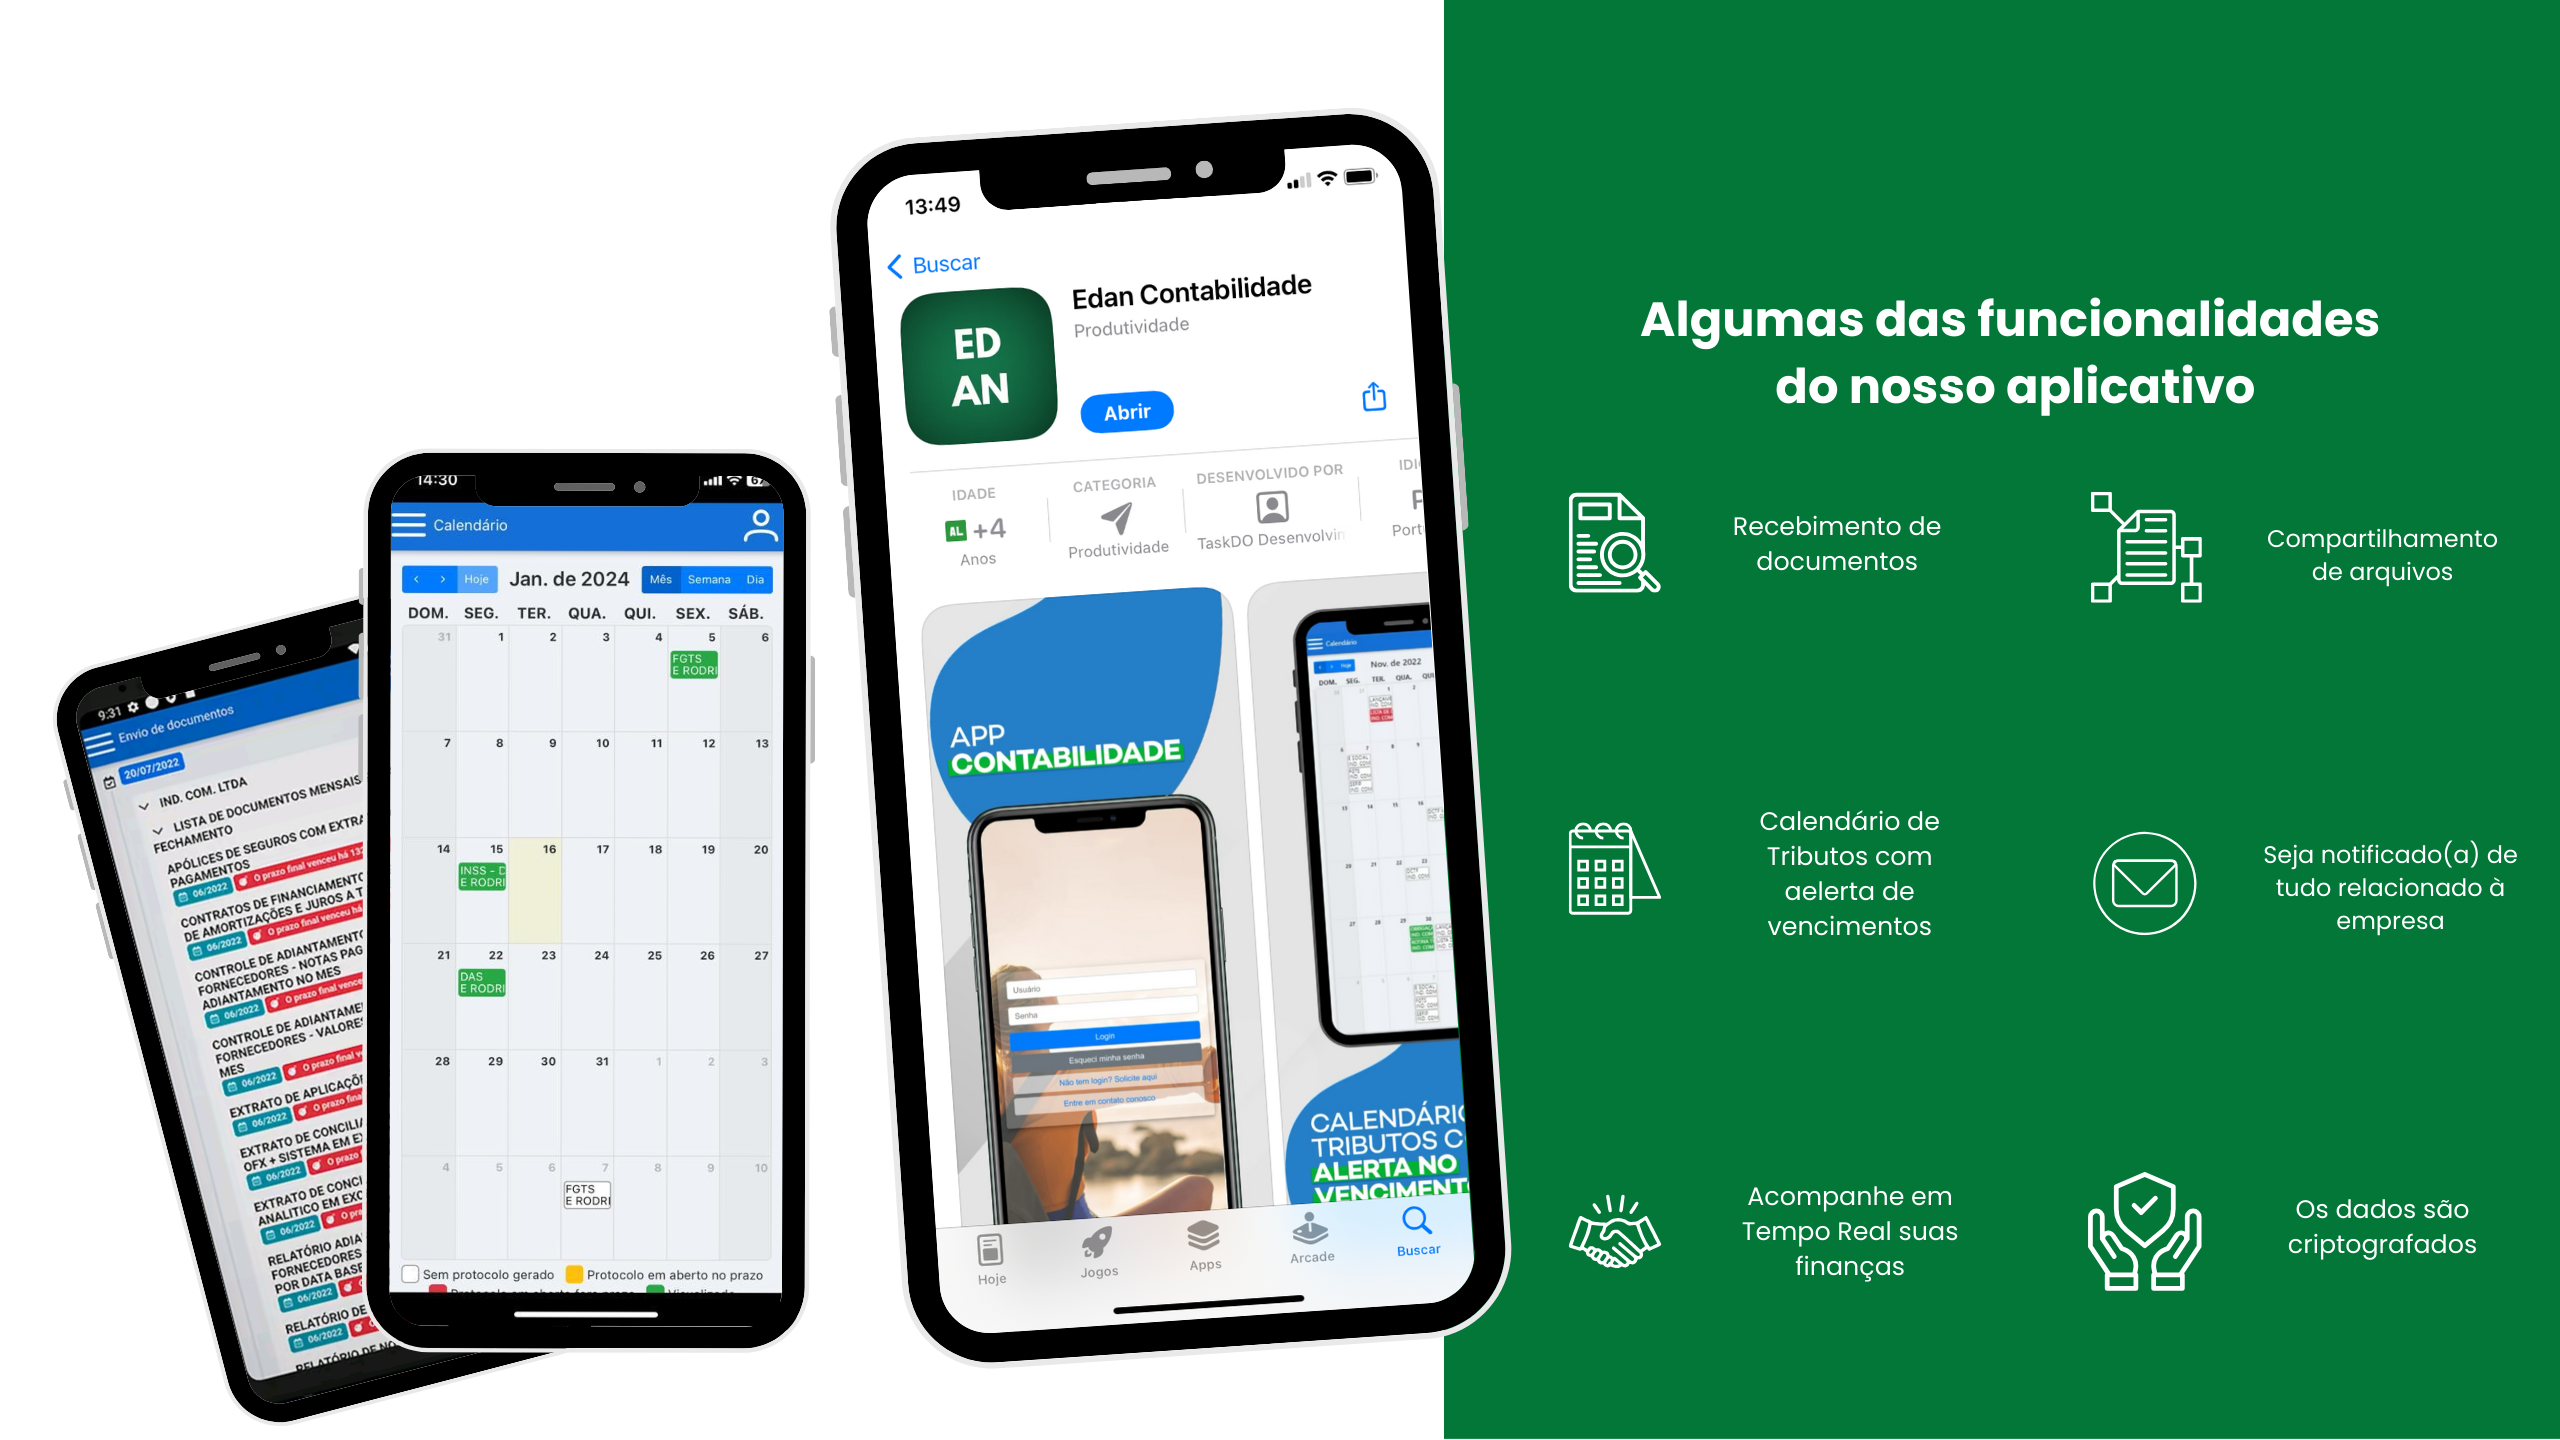 9:31
Envio de documentos
20/07/2022
IND. COM. LTDA
LISTA DE DOCUMENTOS MENSAIS
FECHAMENTO
APÓLICES DE SEGUROS COM EXTRA
PAGAMENTOS
06/2022 O prazo final venceu há 132
CONTRATOS DE FINANCIAMENTO
DE AMORTIZAÇÕES E JUROS A T
06/2022 O prazo final venceu há
CONTROLE DE ADIANTAMENTO
FORNECEDORES - NOTAS PAG
ADIANTAMENTO NO MES
06/2022 O prazo final vence
CONTROLE DE ADIANTAME
FORNECEDORES - VALORE
MES
06/2022 O prazo final v
EXTRATO DE APLICAÇÕ
06/2022 O prazo fina
EXTRATO DE CONCILIA
OFX + SISTEMA EM E
06/2022 O prazo
EXTRATO DE CONCI
ANALITICO EM EXC
06/2022 O pra
RELATÓRIO ADIA
FORNECEDORES
POR DATA BASE
06/2022
RELATÓRIO DE
06/2022
RELATÓRIO DE NO
14:30
Calendário
Hoje Jan. de 2024 Mês Semana Dia
DOM. SEG. TER. QUA. QUI. SEX. SÁB.
31 1 2 3 4 5 6
FGTS
E RODRI
7 8 9 10 11 12 13
14 15 16 17 18 19 20
INSS - D
E RODRI
21 22 23 24 25 26 27
DAS
E RODRI
28 29 30 31 1 2 3
4 5 6 7 8 9 10
FGTS
E RODRI
Sem protocolo gerado Protocolo em aberto no prazo
13:49
Buscar
ED
AN
Edan Contabilidade
Produtividade
Abrir
IDADE CATEGORIA DESENVOLVIDO POR
AL +4
Anos Produtividade TaskDO Desenvolvin Port
APP
CONTABILIDADE
Usuário
Senha
Login
Esqueci minha senha
Não tem login? Solicite aqui
Entre em contato conosco
Calendário
Hoje Nov. de 2022
DOM. SEG. TER. QUA. QUI
CALENDÁRIO
TRIBUTOS C
ALERTA NO
VENCIMENT
Hoje Jogos Apps Arcade Buscar
Algumas das funcionalidades
do nosso aplicativo
Recebimento de
documentos
Compartilhamento
de arquivos
Calendário de
Tributos com
aelerta de
vencimentos
Seja notificado(a) de
tudo relacionado à
empresa
Acompanhe em
Tempo Real suas
finanças
Os dados são
criptografados